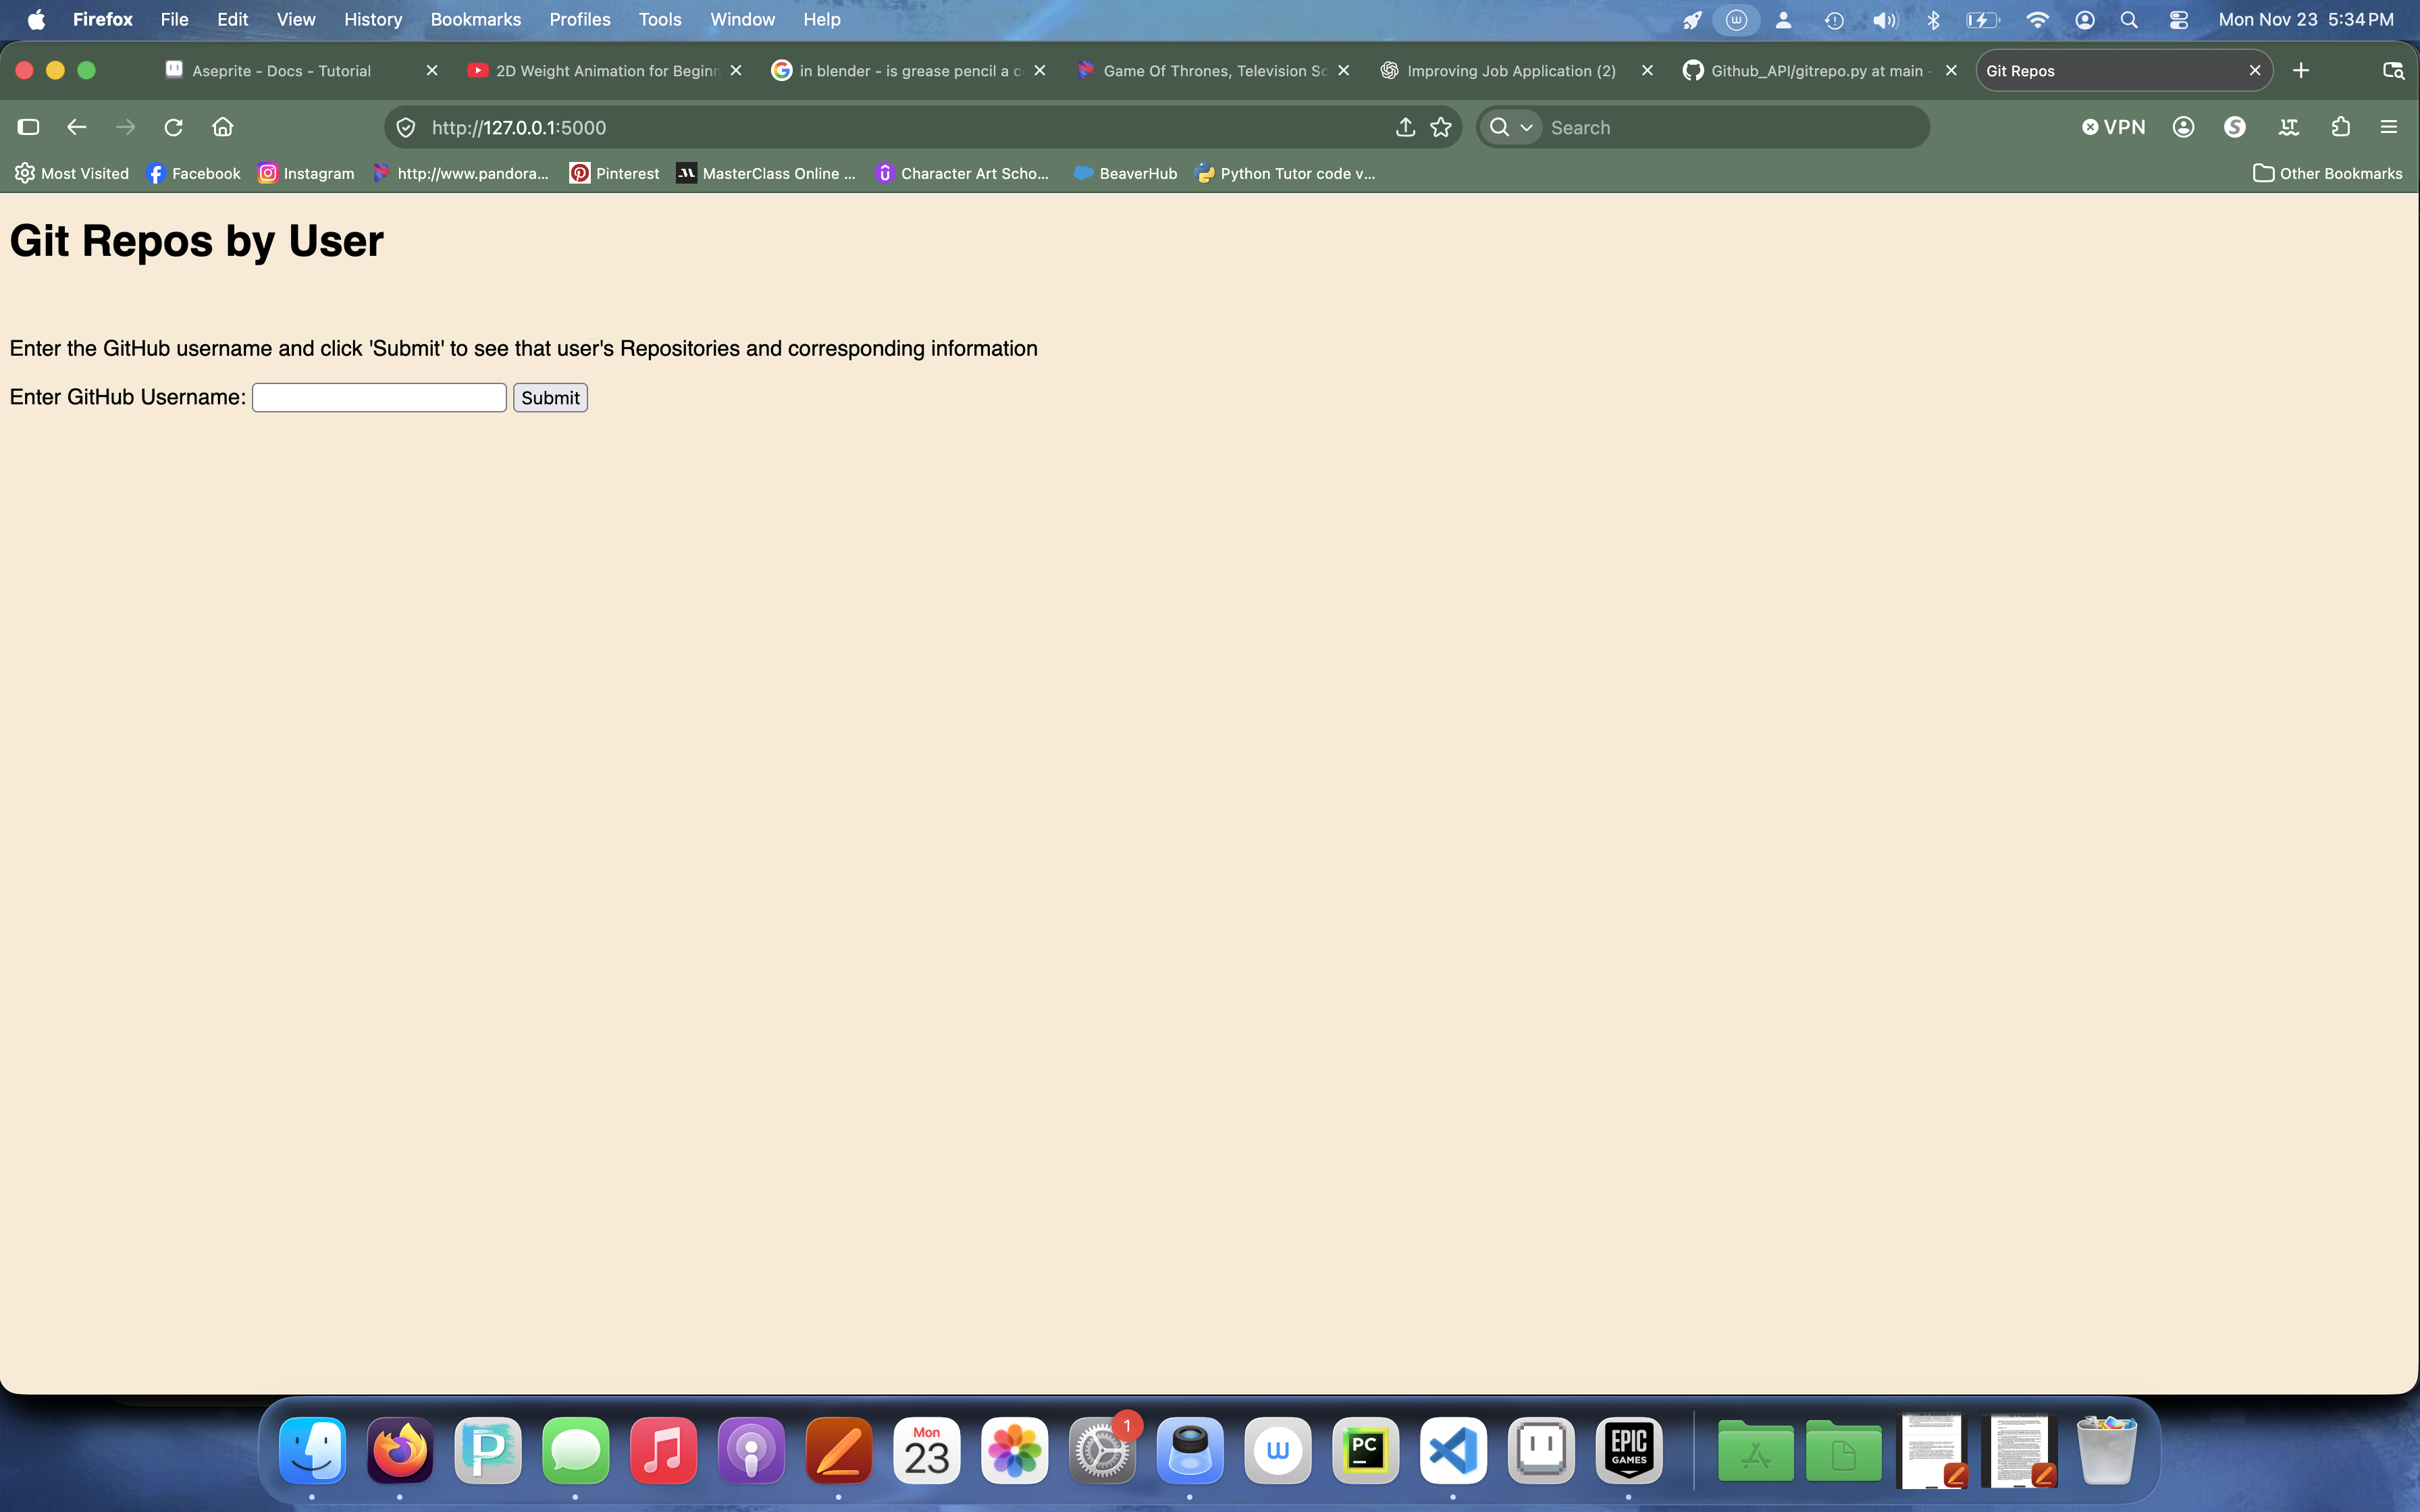 Firefox File Edit View History Bookmarks Profiles Tools Window Help Mon Nov 23 5:34 PM
Aseprite - Docs - Tutorial 2D Weight Animation for Beginn in blender - is grease pencil a c Game Of Thrones, Television Sc Improving Job Application (2) Github_API/gitrepo.py at main Git Repos
http://127.0.0.1:5000 Search VPN
Most Visited Facebook Instagram http://www.pandora... Pinterest MasterClass Online ... Character Art Scho... BeaverHub Python Tutor code v... Other Bookmarks
Git Repos by User
Enter the GitHub username and click 'Submit' to see that user's Repositories and corresponding information
Enter GitHub Username: Submit
Mon
23
1
PC
EPIC
GAMES